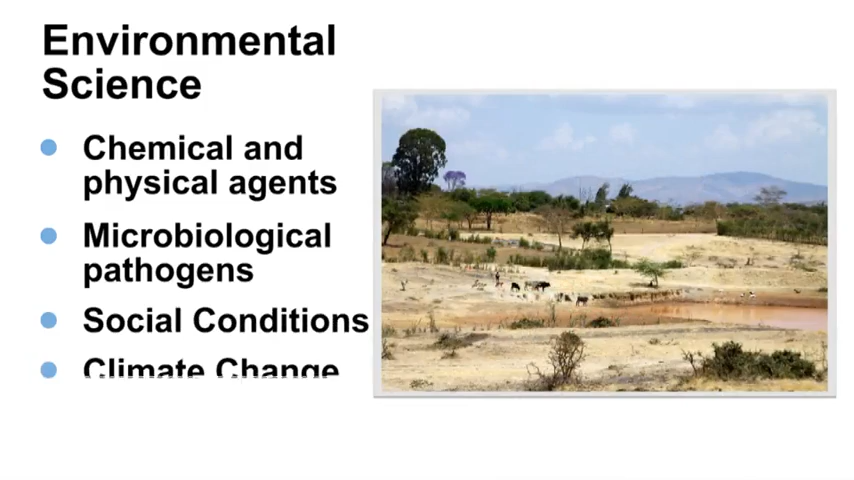 Environmental
Science
Chemical and
physical agents
Microbiological
pathogens
Social Conditions
Climate Change